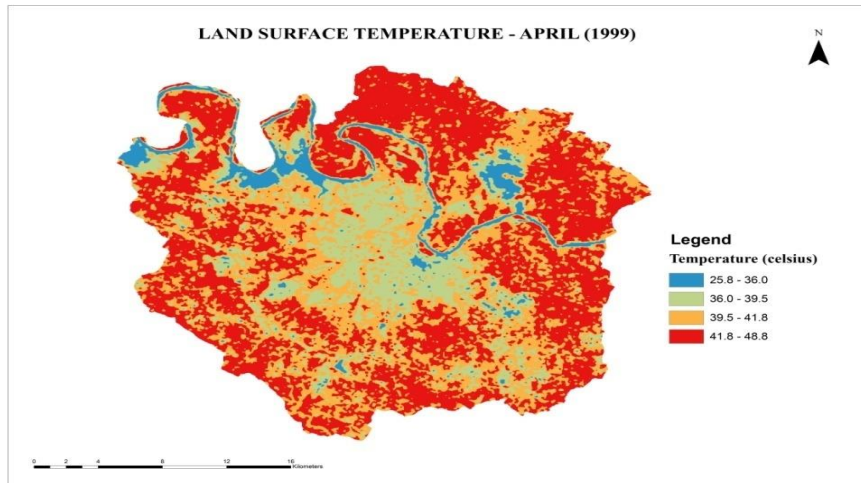 LAND SURFACE TEMPERATURE - APRIL (1999)
N
Legend
Temperature (celsius)
25.8 - 36.0
36.0 - 39.5
39.5 - 41.8
41.8 - 48.8
0 2 4 8 12 16
Kilometers